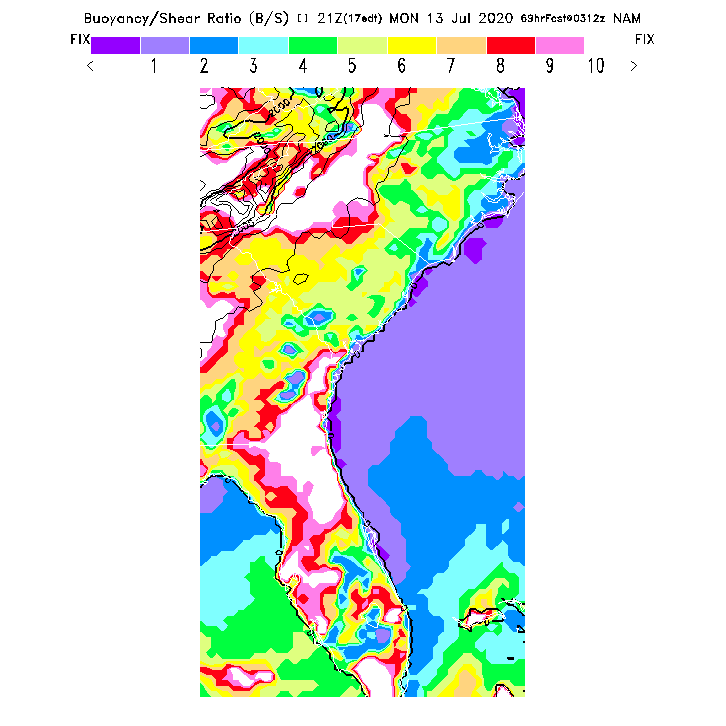 Buoyancy/Shear Ratio (B/S) [] 21Z(17edt) MON 13 Jul 2020 69hrFcst@0312z NAM
FIX FIX
< 1 2 3 4 5 6 7 8 9 10 >
2000